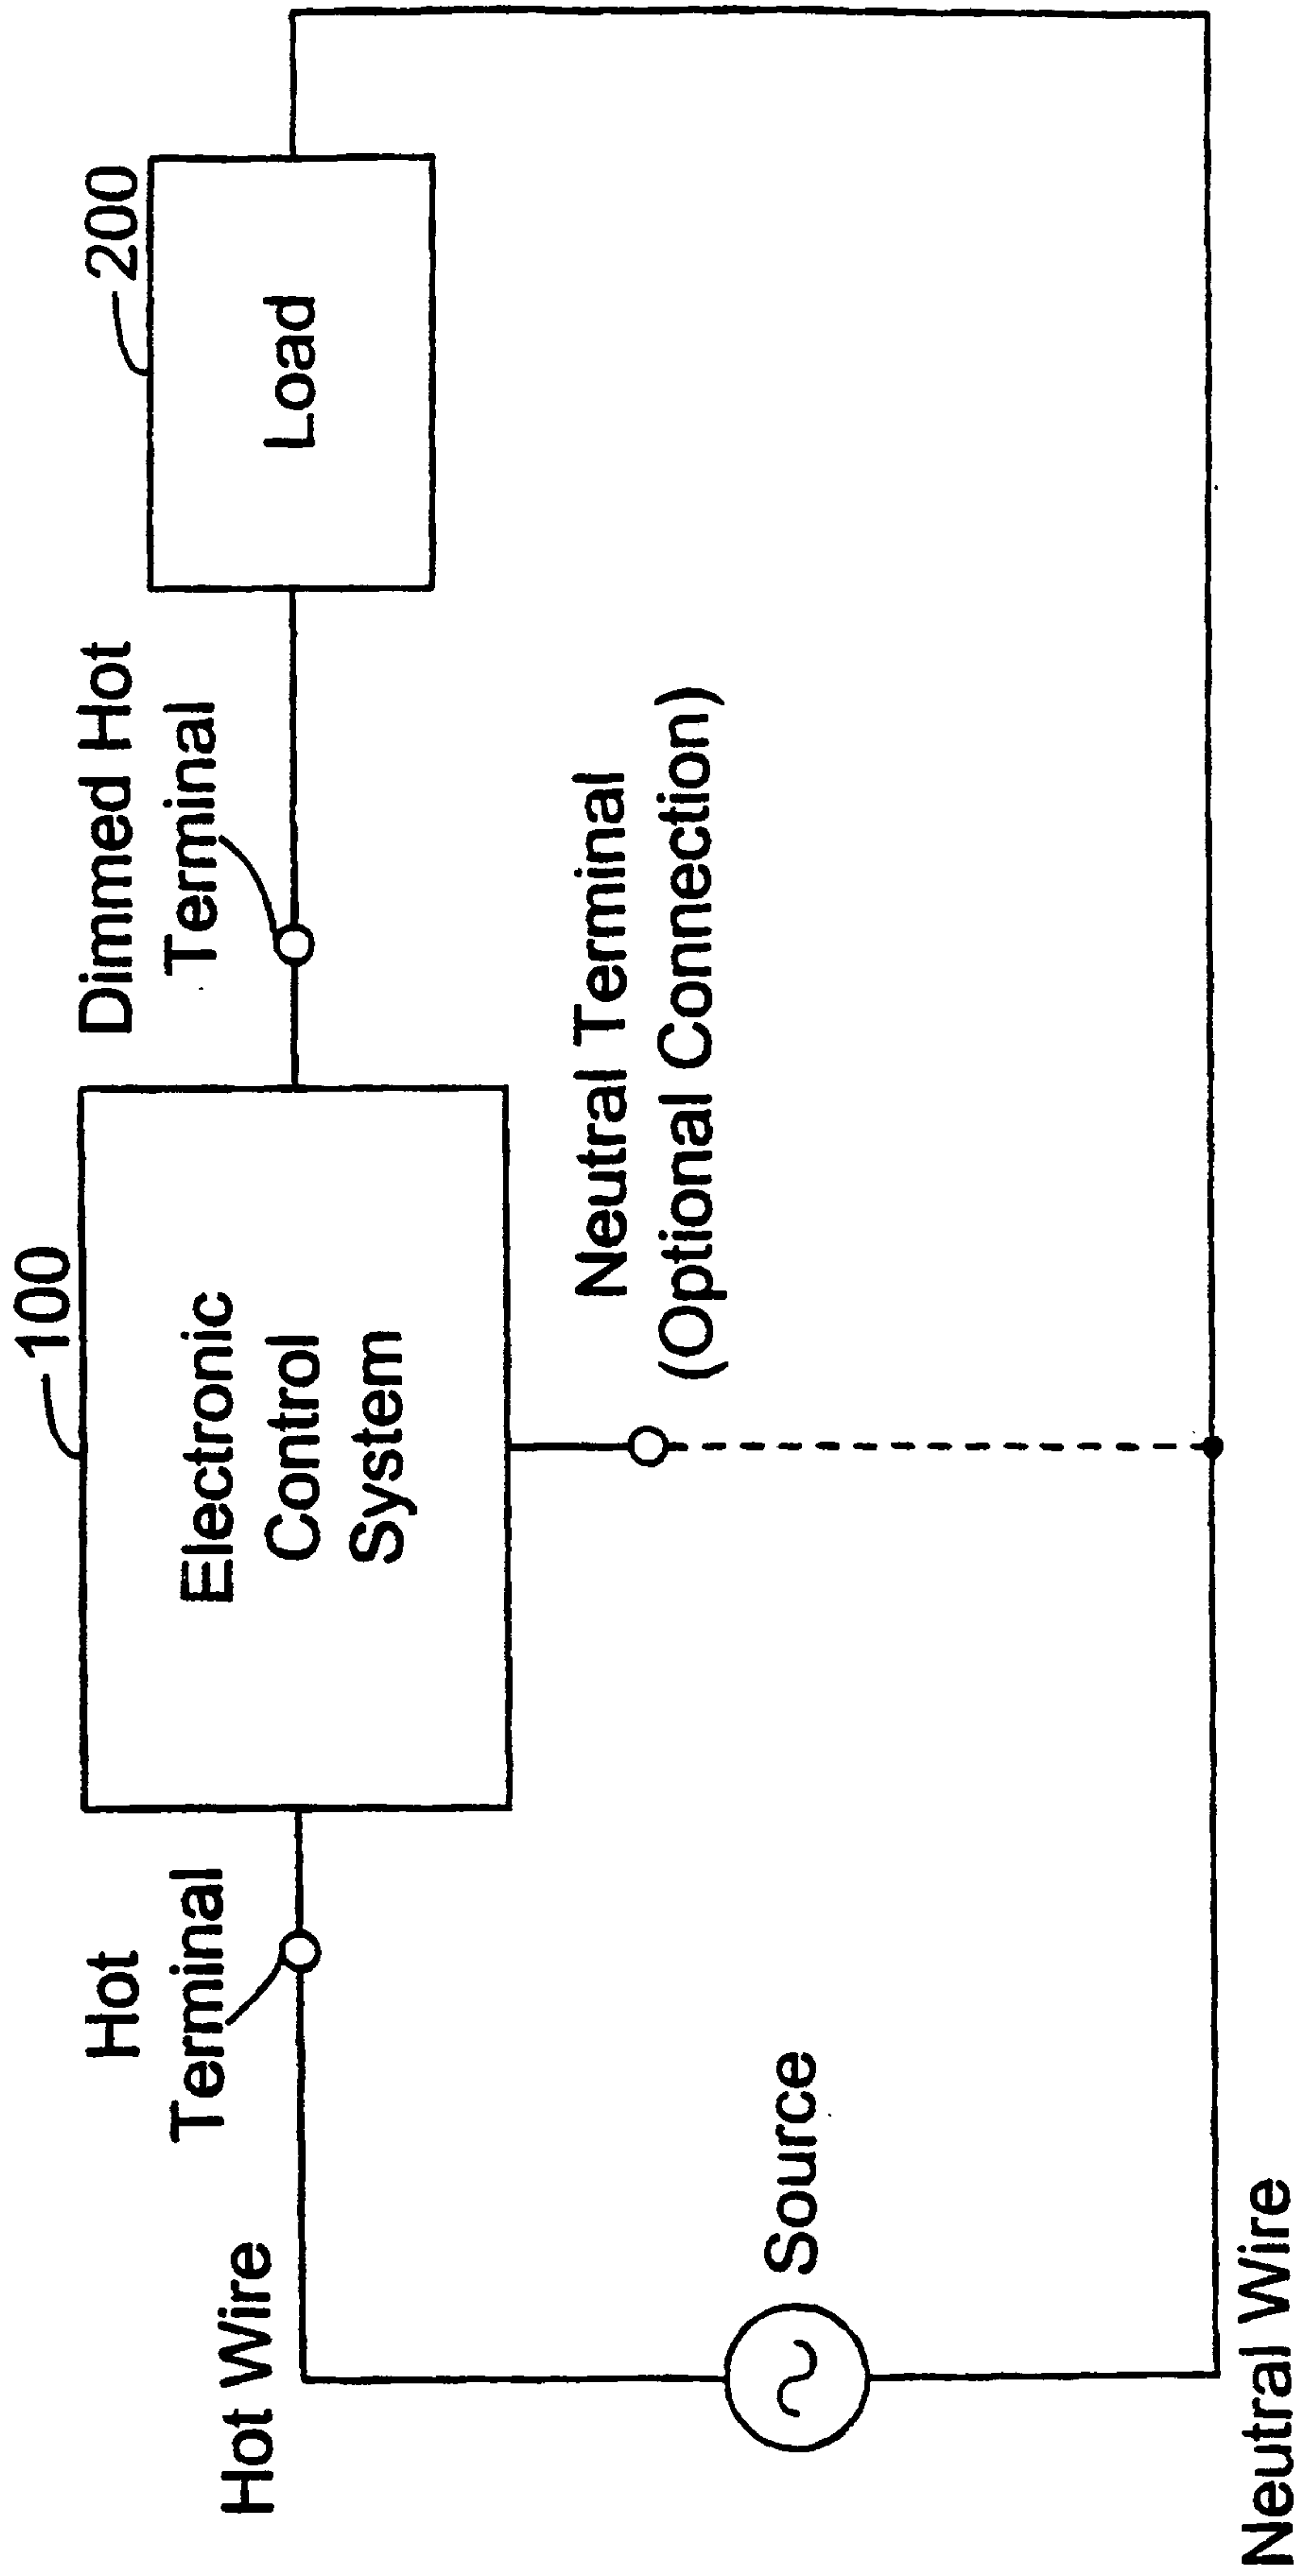 100
Electronic
Control
System
Hot
Terminal
Hot Wire
Dimmed Hot
Terminal
200
Load
Neutral Terminal
(Optional Connection)
Source
Neutral Wire